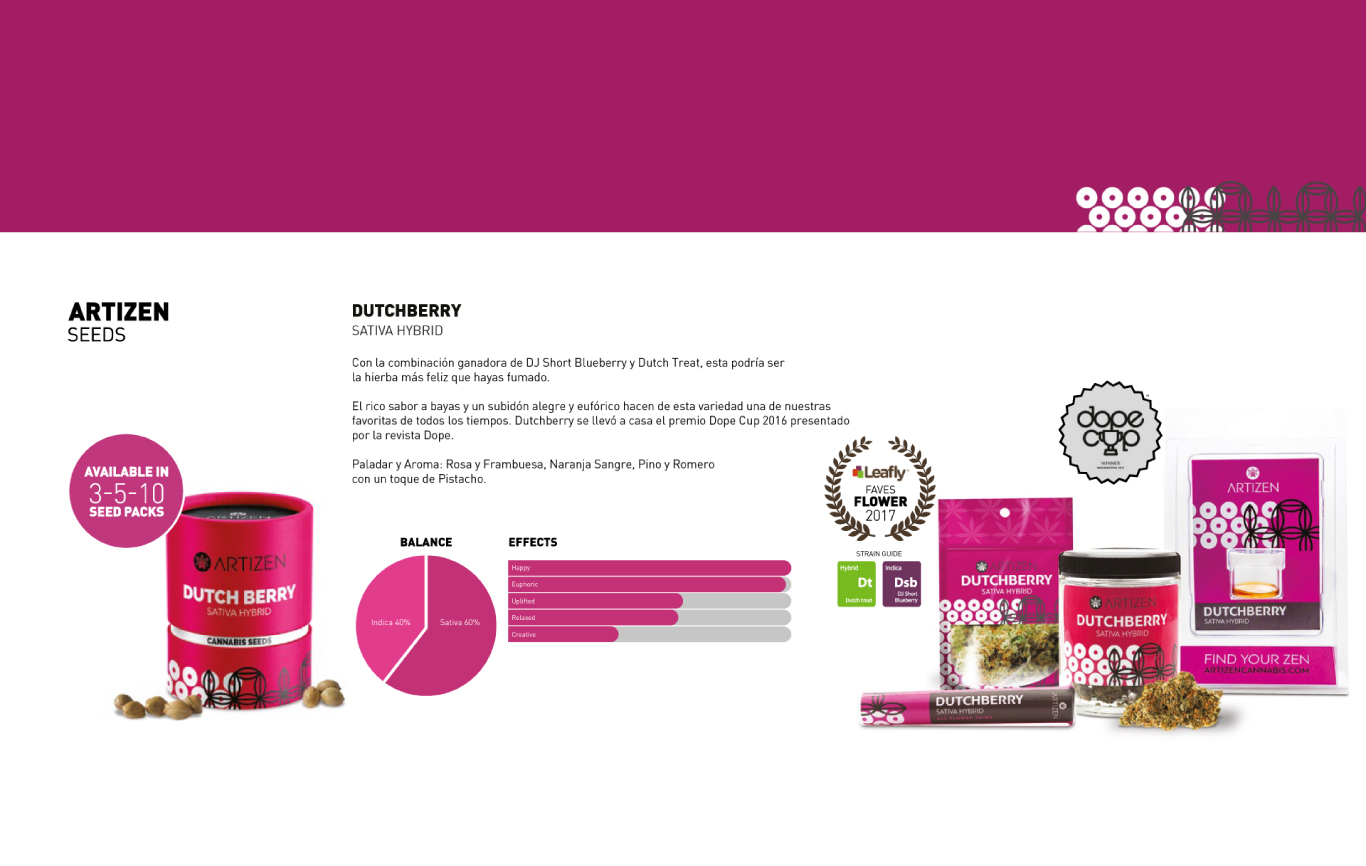 ARTIZEN
SEEDS
DUTCHBERRY
SATIVA HYBRID
Con la combinación ganadora de DJ Short Blueberry y Dutch Treat, esta podría ser
la hierba más feliz que hayas fumado.
El rico sabor a bayas y un subidón alegre y eufórico hacen de esta variedad una de nuestras
favoritas de todos los tiempos. Dutchberry se llevó a casa el premio Dope Cup 2016 presentado
por la revista Dope.
Paladar y Aroma: Rosa y Frambuesa, Naranja Sangre, Pino y Romero
con un toque de Pistacho.
AVAILABLE IN
3-5-10
SEED PACKS
ARTIZEN
ARTIZEN
DUTCH BERRY
SATIVA HYBRID
CANNABIS SEEDS
BALANCE
Indica 40%
Sativa 60%
EFFECTS
Happy
Euphoric
Uplifted
Relaxed
Creative
Leafly
FAVES
FLOWER
2017
STRAIN GUIDE
Hybrid
Dt
Dutch treat
Indica
Dsb
DJ Short
Blueberry
dope
cup
WINNER
ARTIZEN
DUTCHBERRY
SATIVA HYBRID
ARTIZEN
DUTCHBERRY
SATIVA HYBRID
ARTIZEN
DUTCHBERRY
SATIVA HYBRID
FIND YOUR ZEN
ARTIZENCANNABIS.COM
DUTCHBERRY
SATIVA HYBRID
ARTIZEN